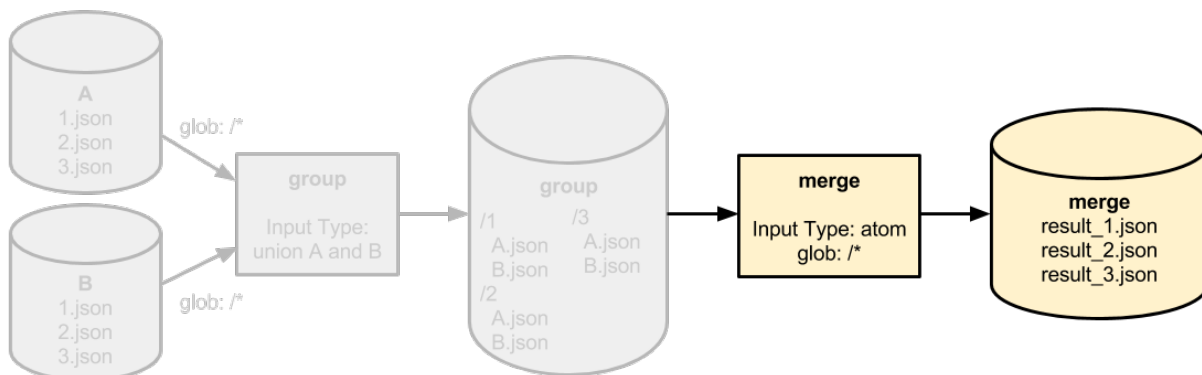 A
1.json
2.json
3.json
glob: /*
B
1.json
2.json
3.json
glob: /*
group
Input Type:
union A and B
group
/1
A.json
B.json
/2
A.json
B.json
/3
A.json
B.json
merge
Input Type: atom
glob: /*
merge
result_1.json
result_2.json
result_3.json